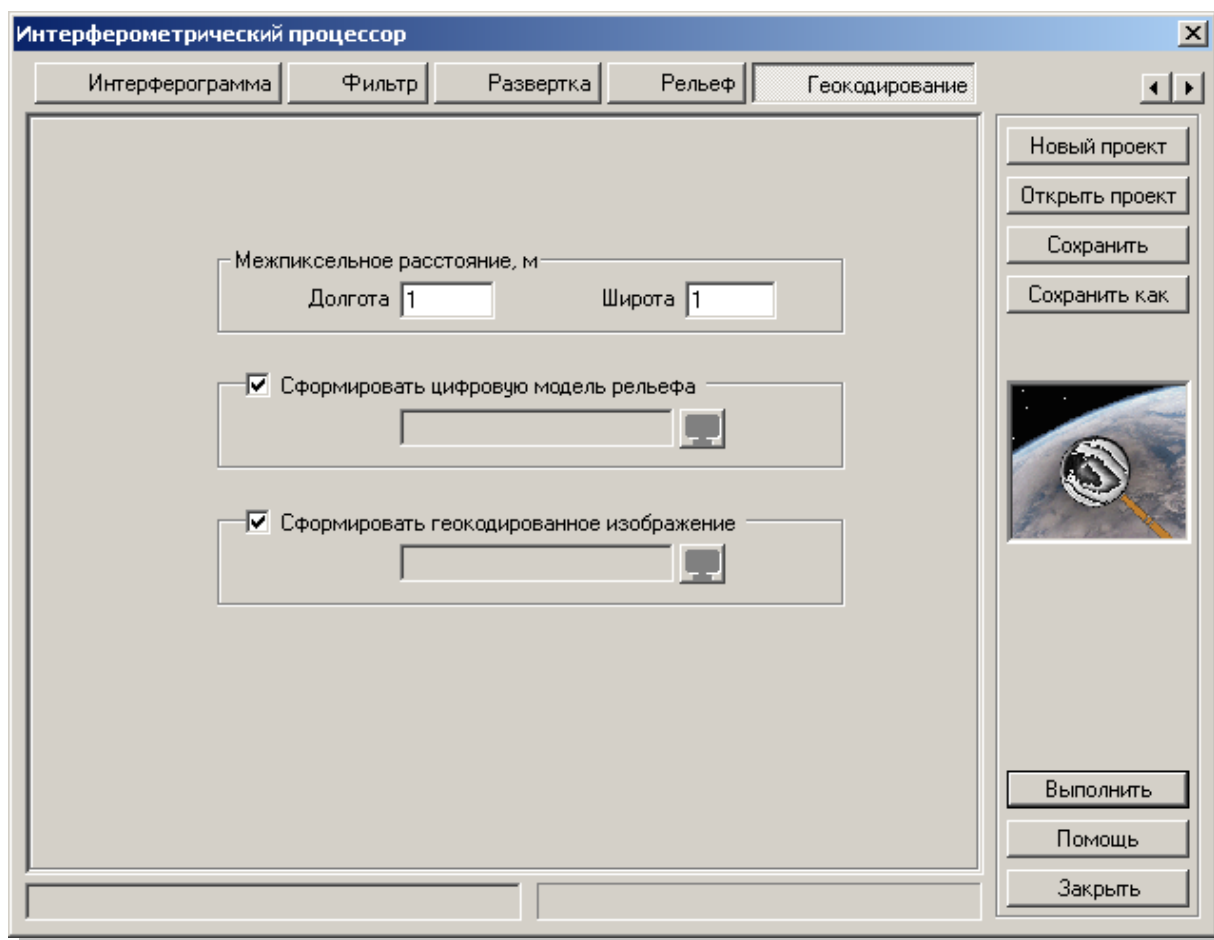 Интерферометрический процессор
Интерферограмма Фильтр Развертка Рельеф Геокодирование
Новый проект
Открыть проект
Сохранить
Сохранить как
Межпиксельное расстояние, м
Долгота 1 Широта 1
Сформировать цифровую модель рельефа
Сформировать геокодированное изображение
Выполнить
Помощь
Закрыть